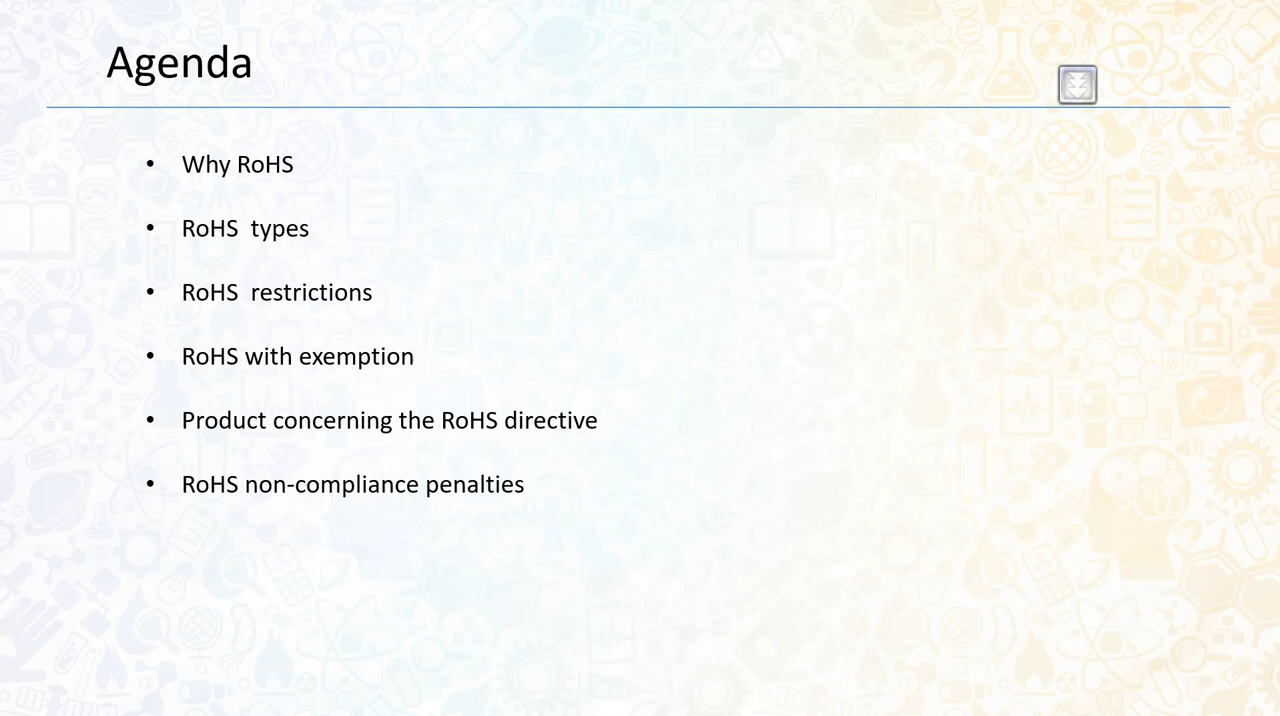 Agenda
• Why RoHS
• RoHS  types
• RoHS  restrictions
• RoHS with exemption
• Product concerning the RoHS directive
• RoHS non-compliance penalties